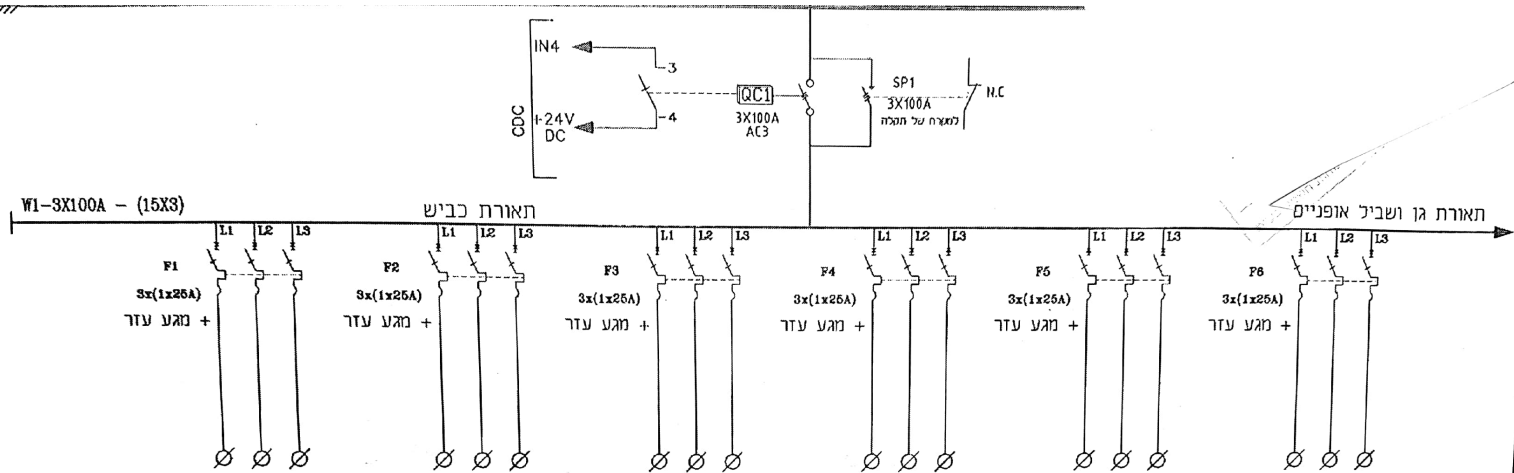 IN4
3
CDC
+24V
DC
4
QC1
3X100A
AC3
SP1
3X100A
למקרה של תקלה
N.C
W1-3X100A - (15X3)
תאורת כביש
תאורת גן ושביל אופניים
L1 L2 L3
F1
3x(1x25A)
+ מגע עזר
L1 L2 L3
F2
3x(1x25A)
+ מגע עזר
L1 L2 L3
F3
3x(1x25A)
+ מגע עזר
L1 L2 L3
F4
3x(1x25A)
+ מגע עזר
L1 L2 L3
F5
3x(1x25A)
+ מגע עזר
L1 L2 L3
F6
3x(1x25A)
+ מגע עזר